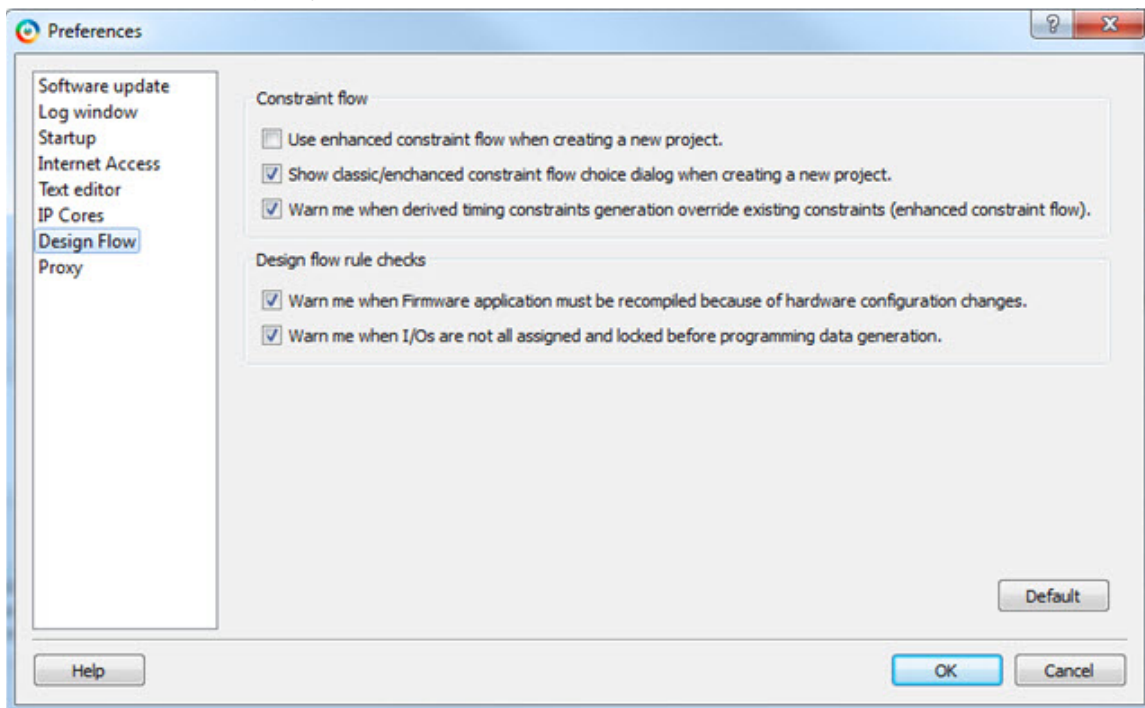 Preferences
Software update
Log window
Startup
Internet Access
Text editor
IP Cores
Design Flow
Proxy
Constraint flow
Use enhanced constraint flow when creating a new project.
Show classic/enchanced constraint flow choice dialog when creating a new project.
Warn me when derived timing constraints generation override existing constraints (enhanced constraint flow).
Design flow rule checks
Warn me when Firmware application must be recompiled because of hardware configuration changes.
Warn me when I/Os are not all assigned and locked before programming data generation.
Default
Help
OK
Cancel